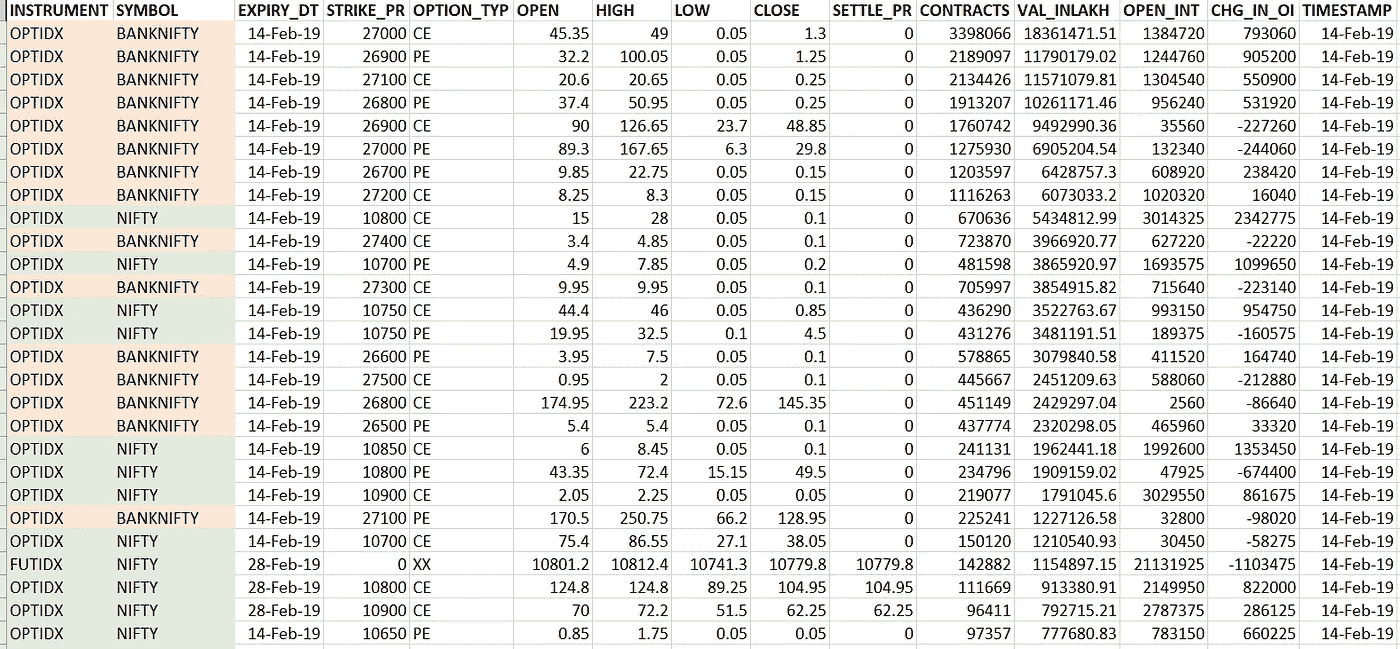 INSTRUMENT SYMBOL EXPIRY_DT STRIKE_PR OPTION_TYP OPEN HIGH LOW CLOSE SETTLE_PR CONTRACTS VAL_INLAKH OPEN_INT CHG_IN_OI TIMESTAMP
OPTIDX BANKNIFTY 14-Feb-19 27000 CE 45.35 49 0.05 1.3 0 3398066 18361471.51 1384720 793060 14-Feb-19
OPTIDX BANKNIFTY 14-Feb-19 26900 PE 32.2 100.05 0.05 1.25 0 2189097 11790179.02 1244760 905200 14-Feb-19
OPTIDX BANKNIFTY 14-Feb-19 27100 CE 20.6 20.65 0.05 0.25 0 2134426 11571079.81 1304540 550900 14-Feb-19
OPTIDX BANKNIFTY 14-Feb-19 26800 PE 37.4 50.95 0.05 0.25 0 1913207 10261171.46 956240 531920 14-Feb-19
OPTIDX BANKNIFTY 14-Feb-19 26900 CE 90 126.65 23.7 48.85 0 1760742 9492990.36 35560 -227260 14-Feb-19
OPTIDX BANKNIFTY 14-Feb-19 27000 PE 89.3 167.65 6.3 29.8 0 1275930 6905204.54 132340 -244060 14-Feb-19
OPTIDX BANKNIFTY 14-Feb-19 26700 PE 9.85 22.75 0.05 0.15 0 1203597 6428757.3 608920 238420 14-Feb-19
OPTIDX BANKNIFTY 14-Feb-19 27200 CE 8.25 8.3 0.05 0.15 0 1116263 6073033.2 1020320 16040 14-Feb-19
OPTIDX NIFTY 14-Feb-19 10800 CE 15 28 0.05 0.1 0 670636 5434812.99 3014325 2342775 14-Feb-19
OPTIDX BANKNIFTY 14-Feb-19 27400 CE 3.4 4.85 0.05 0.1 0 723870 3966920.77 627220 -22220 14-Feb-19
OPTIDX NIFTY 14-Feb-19 10700 PE 4.9 7.85 0.05 0.2 0 481598 3865920.97 1693575 1099650 14-Feb-19
OPTIDX BANKNIFTY 14-Feb-19 27300 CE 9.95 9.95 0.05 0.1 0 705997 3854915.82 715640 -223140 14-Feb-19
OPTIDX NIFTY 14-Feb-19 10750 CE 44.4 46 0.05 0.85 0 436290 3522763.67 993150 954750 14-Feb-19
OPTIDX NIFTY 14-Feb-19 10750 PE 19.95 32.5 0.1 4.5 0 431276 3481191.51 189375 -160575 14-Feb-19
OPTIDX BANKNIFTY 14-Feb-19 26600 PE 3.95 7.5 0.05 0.1 0 578865 3079840.58 411520 164740 14-Feb-19
OPTIDX BANKNIFTY 14-Feb-19 27500 CE 0.95 2 0.05 0.1 0 445667 2451209.63 588060 -212880 14-Feb-19
OPTIDX BANKNIFTY 14-Feb-19 26800 CE 174.95 223.2 72.6 145.35 0 451149 2429297.04 2560 -86640 14-Feb-19
OPTIDX BANKNIFTY 14-Feb-19 26500 PE 5.4 5.4 0.05 0.1 0 437774 2320298.05 465960 33320 14-Feb-19
OPTIDX NIFTY 14-Feb-19 10850 CE 6 8.45 0.05 0.1 0 241131 1962441.18 1992600 1353450 14-Feb-19
OPTIDX NIFTY 14-Feb-19 10800 PE 43.35 72.4 15.15 49.5 0 234796 1909159.02 47925 -674400 14-Feb-19
OPTIDX NIFTY 14-Feb-19 10900 CE 2.05 2.25 0.05 0.05 0 219077 1791045.6 3029550 861675 14-Feb-19
OPTIDX BANKNIFTY 14-Feb-19 27100 PE 170.5 250.75 66.2 128.95 0 225241 1227126.58 32800 -98020 14-Feb-19
OPTIDX NIFTY 14-Feb-19 10700 CE 75.4 86.55 27.1 38.05 0 150120 1210540.93 30450 -58275 14-Feb-19
FUTIDX NIFTY 28-Feb-19 0 XX 10801.2 10812.4 10741.3 10779.8 10779.8 142882 1154897.15 21131925 -1103475 14-Feb-19
OPTIDX NIFTY 28-Feb-19 10800 CE 124.8 124.8 89.25 104.95 104.95 111669 913380.91 2149950 822000 14-Feb-19
OPTIDX NIFTY 28-Feb-19 10900 CE 70 72.2 51.5 62.25 62.25 96411 792715.21 2787375 286125 14-Feb-19
OPTIDX NIFTY 14-Feb-19 10650 PE 0.85 1.75 0.05 0.05 0 97357 777680.83 783150 660225 14-Feb-19